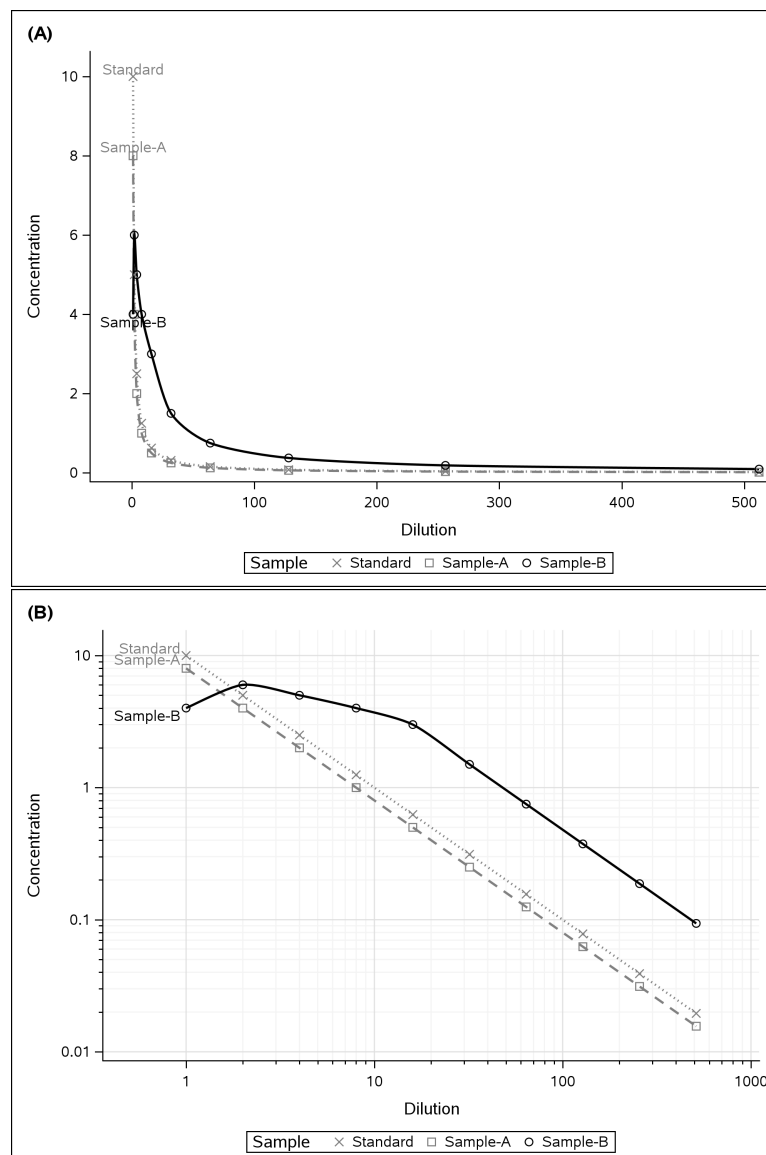 (A)
Standard
Sample-A
Sample-B
Concentration
10
8
6
4
2
0
0 100 200 300 400 500
Dilution
Sample Standard Sample-A Sample-B
(B)
Standard
Sample-A
Sample-B
Concentration
10
1
0.1
0.01
1 10 100 1000
Dilution
Sample Standard Sample-A Sample-B